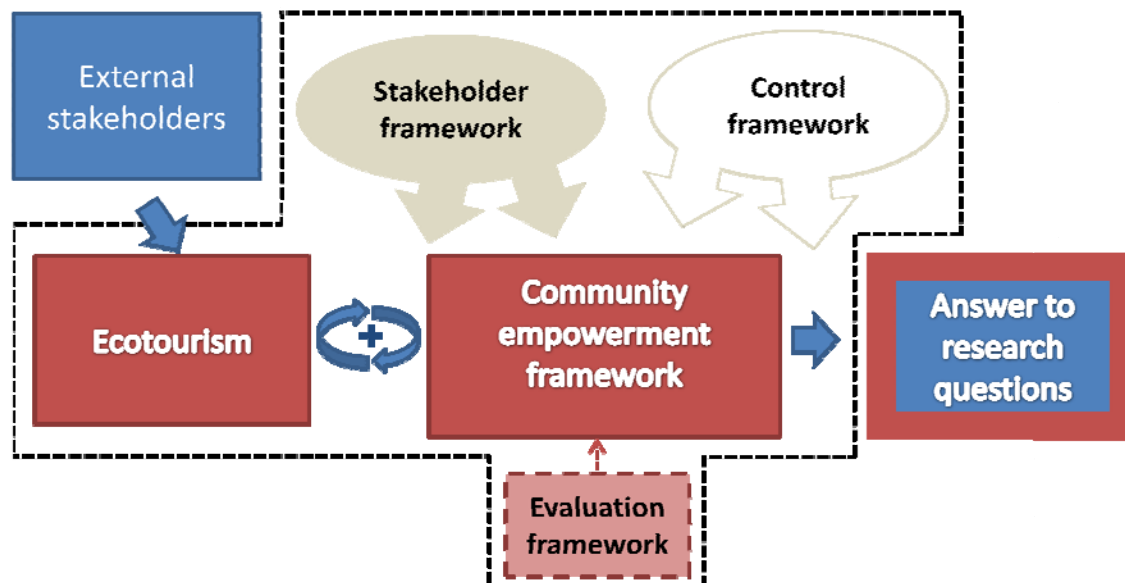 External
stakeholders
Stakeholder
framework
Control
framework
Ecotourism
+
Community
empowerment
framework
Answer to
research
questions
Evaluation
framework